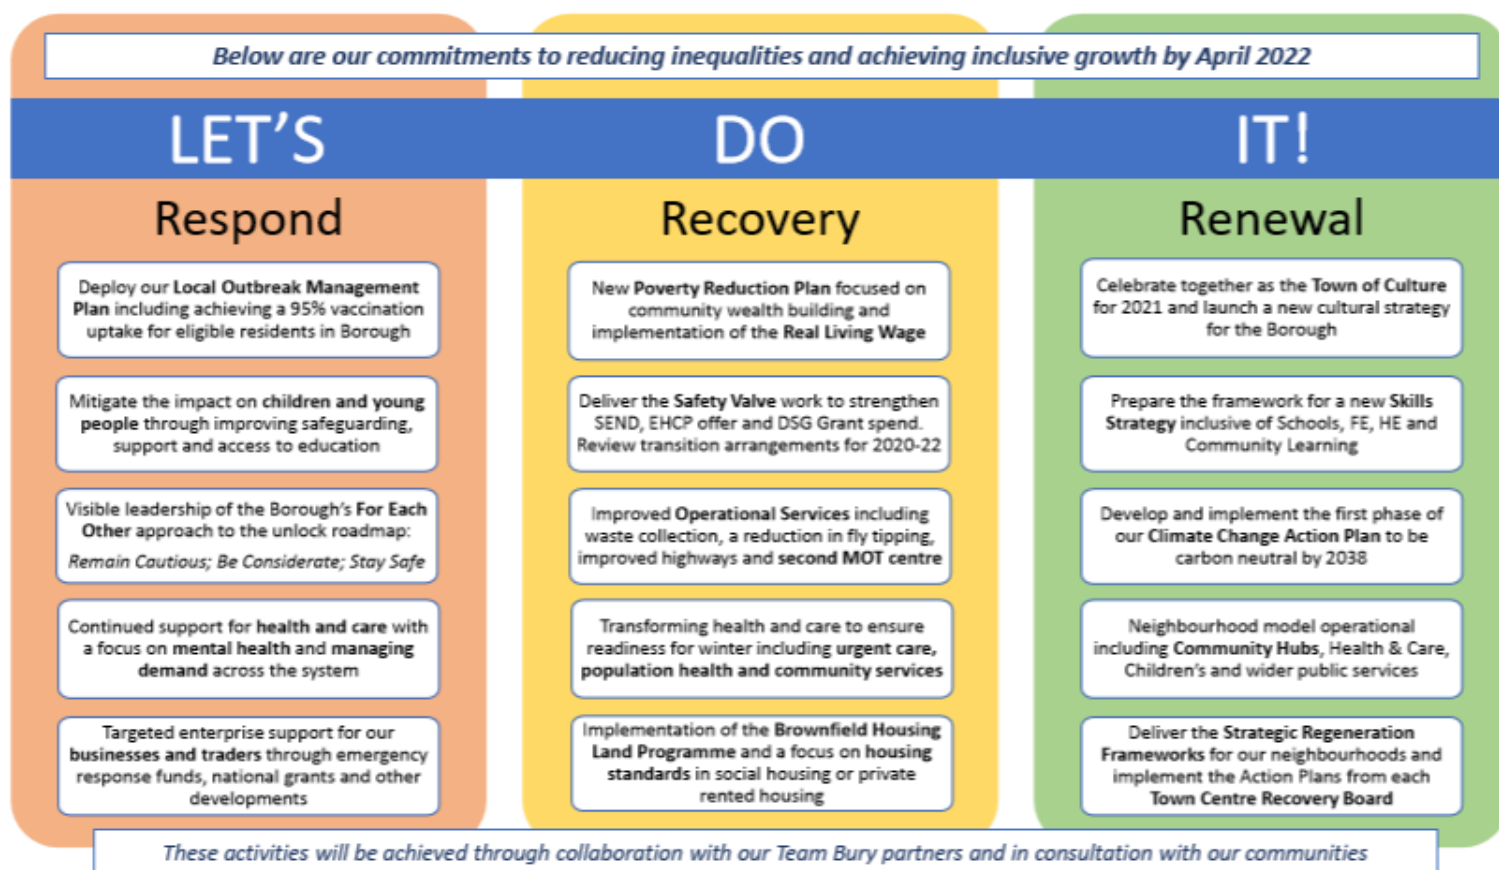 Below are our commitments to reducing inequalities and achieving inclusive growth by April 2022
LET'S
DO
IT!
Respond
Deploy our Local Outbreak Management
Plan including achieving a 95% vaccination
uptake for eligible residents in Borough
Mitigate the impact on children and young
people through improving safeguarding,
support and access to education
Visible leadership of the Borough's For Each
Other approach to the unlock roadmap:
Remain Cautious; Be Considerate; Stay Safe
Continued support for health and care with
a focus on mental health and managing
demand across the system
Targeted enterprise support for our
businesses and traders through emergency
response funds, national grants and other
developments
Recovery
New Poverty Reduction Plan focused on
community wealth building and
implementation of the Real Living Wage
Deliver the Safety Valve work to strengthen
SEND, EHCP offer and DSG Grant spend.
Review transition arrangements for 2020-22
Improved Operational Services including
waste collection, a reduction in fly tipping,
improved highways and second MOT centre
Transforming health and care to ensure
readiness for winter including urgent care,
population health and community services
Implementation of the Brownfield Housing
Land Programme and a focus on housing
standards in social housing or private
rented housing
Renewal
Celebrate together as the Town of Culture
for 2021 and launch a new cultural strategy
for the Borough
Prepare the framework for a new Skills
Strategy inclusive of Schools, FE, HE and
Community Learning
Develop and implement the first phase of
our Climate Change Action Plan to be
carbon neutral by 2038
Neighbourhood model operational
including Community Hubs, Health & Care,
Children's and wider public services
Deliver the Strategic Regeneration
Frameworks for our neighbourhoods and
implement the Action Plans from each
Town Centre Recovery Board
These activities will be achieved through collaboration with our Team Bury partners and in consultation with our communities